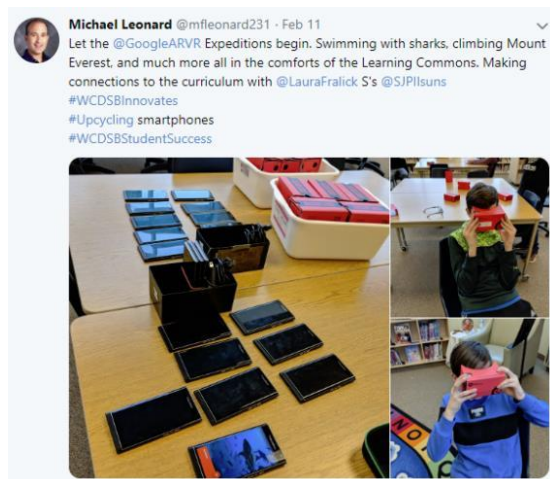 Michael Leonard @mfleonard231 · Feb 11
Let the @GoogleARVR Expeditions begin. Swimming with sharks, climbing Mount
Everest, and much more all in the comforts of the Learning Commons. Making
connections to the curriculum with @LauraFralick S's @SJPIIsuns
#WCDSBInnovates
#Upcycling smartphones
#WCDSBStudentSuccess